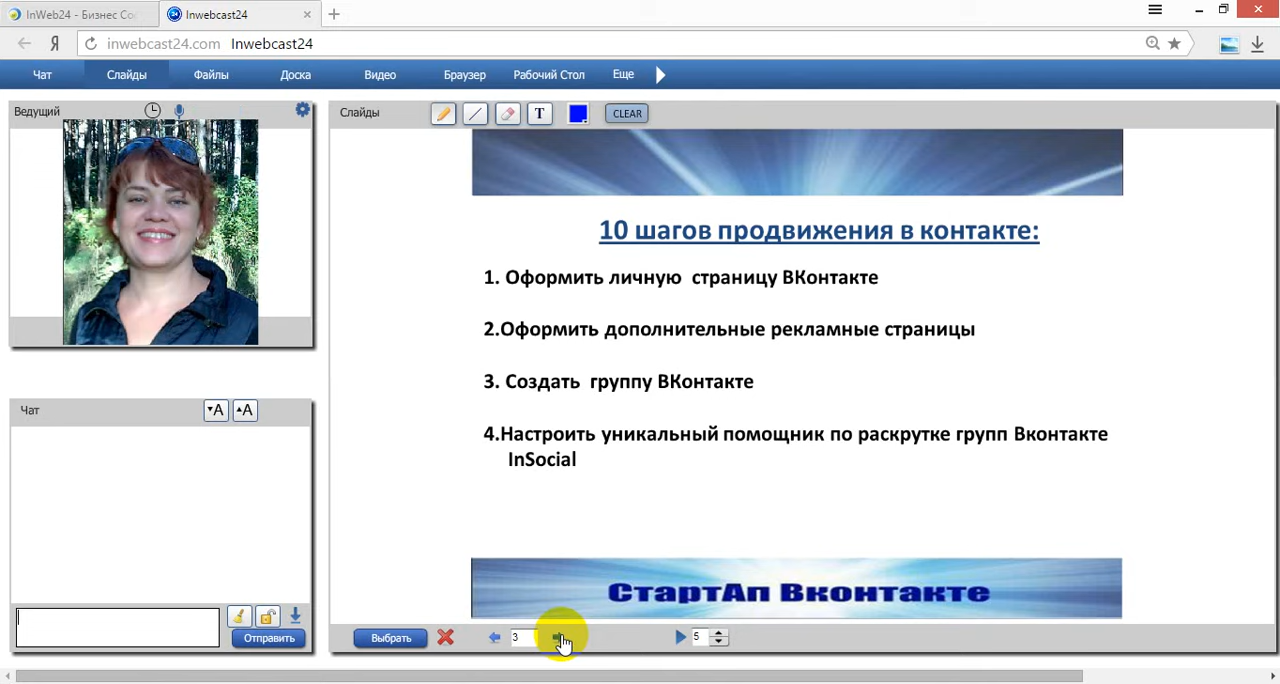 InWeb24 - Бизнес Со
Inwebcast24
Я
inwebcast24.com Inwebcast24
Чат
Слайды
Файлы
Доска
Видео
Браузер
Рабочий Стол
Еще
Ведущий
Слайды
T
CLEAR
10 шагов продвижения в контакте:
1. Оформить личную страницу ВКонтакте
2.Оформить дополнительные рекламные страницы
3. Создать группу ВКонтакте
4.Настроить уникальный помощник по раскрутке групп Вконтакте
InSocial
СтартАп Вконтакте
Чат
▾A
▴A
Отправить
Выбрать
3
5